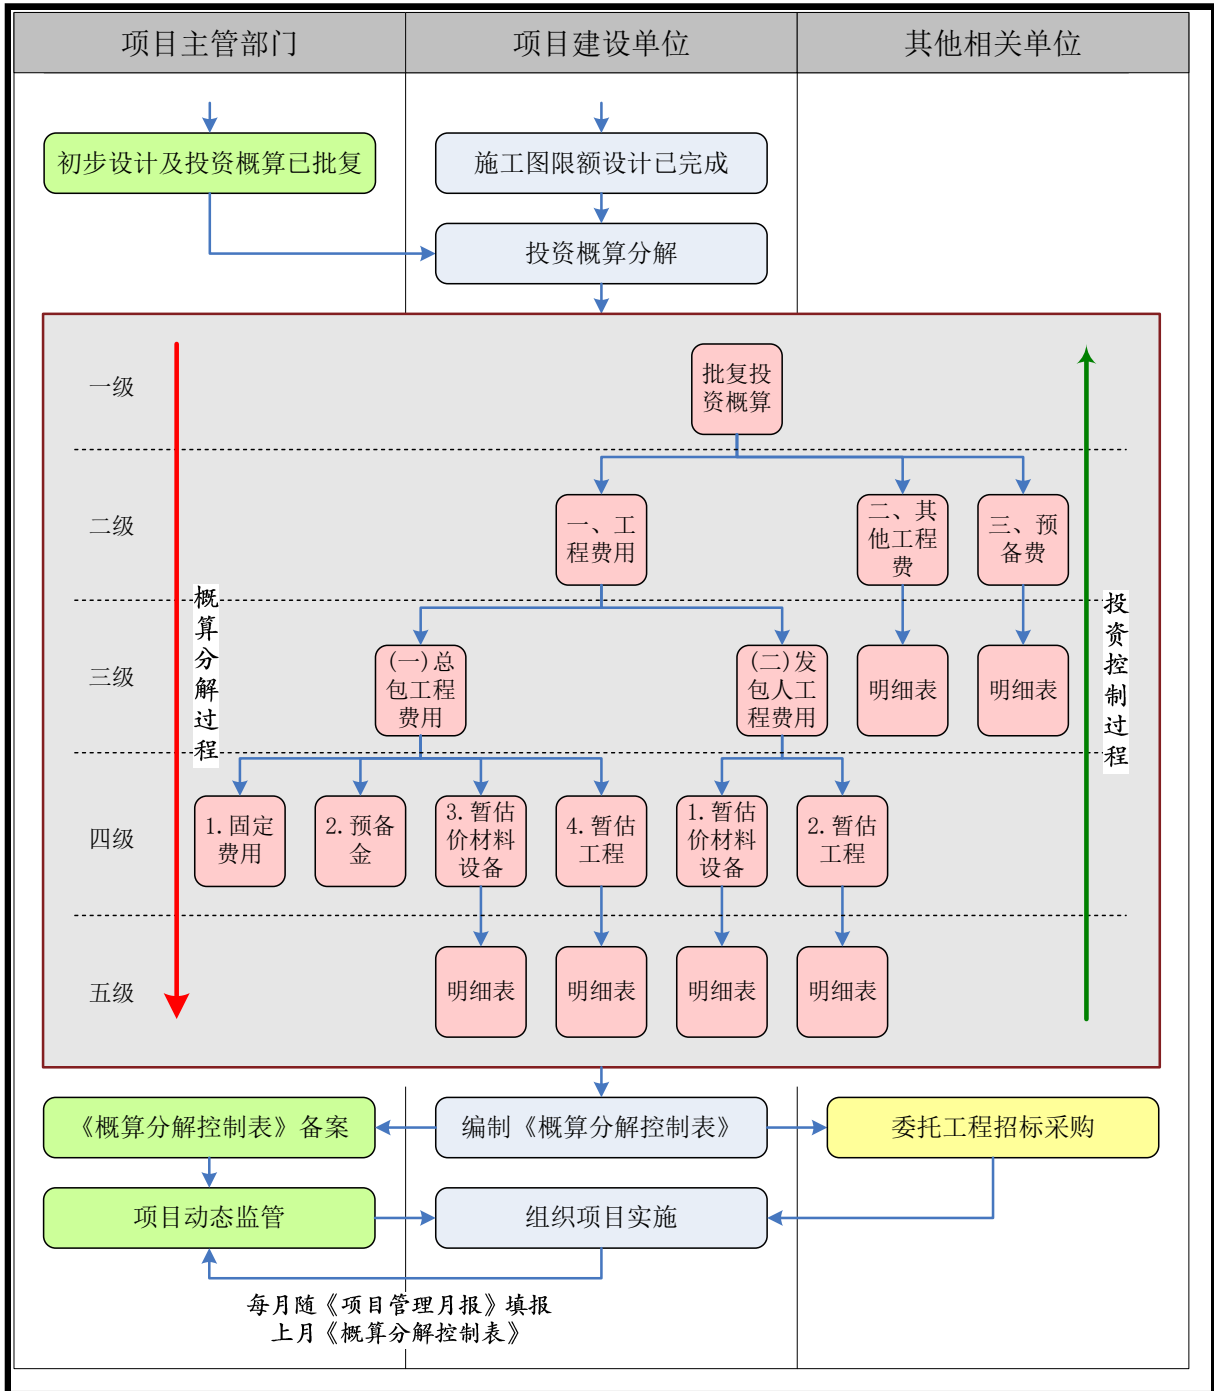 项目主管部门
项目建设单位
其他相关单位
初步设计及投资概算已批复
施工图限额设计已完成
投资概算分解
一级
批复投
资概算
二级
一、工
程费用
二、其
他工程
费
三、预
备费
概算分解过程
投资控制过程
三级
(一)总
包工程
费用
(二)发
包人工
程费用
明细表
明细表
四级
1.固定
费用
2.预备
金
3.暂估
价材料
设备
4.暂估
工程
1.暂估
价材料
设备
2.暂估
工程
五级
明细表
明细表
明细表
明细表
《概算分解控制表》备案
编制《概算分解控制表》
委托工程招标采购
项目动态监管
组织项目实施
每月随《项目管理月报》填报
上月《概算分解控制表》